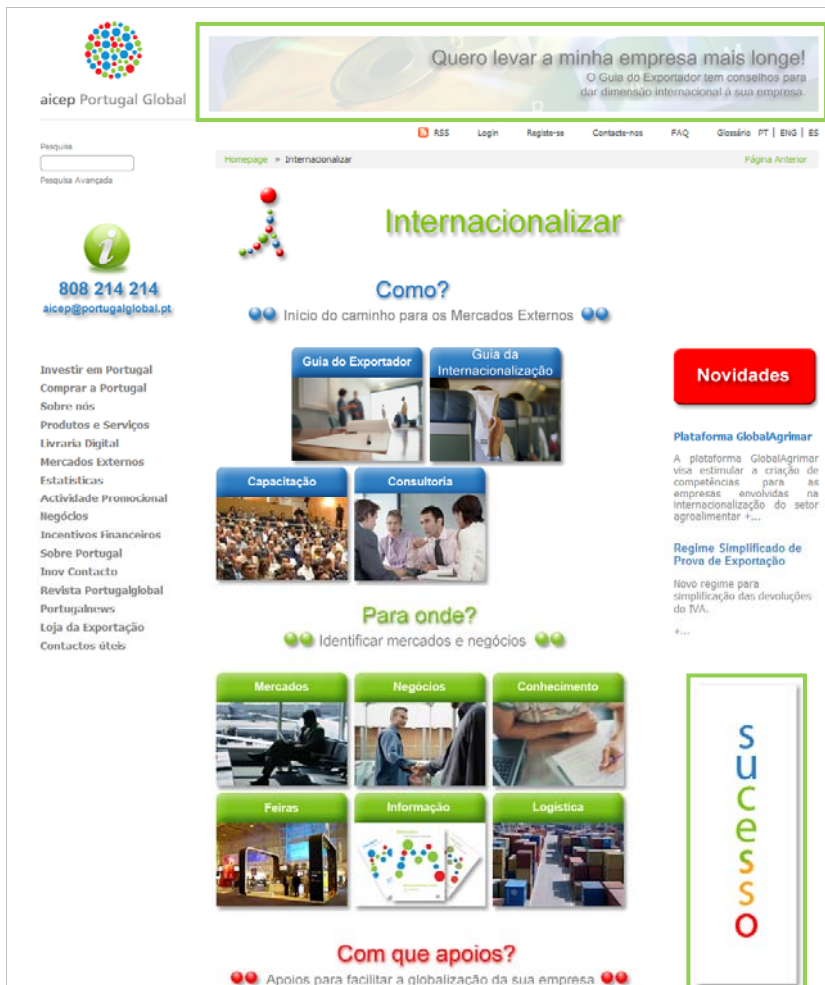 aicep Portugal Global
Quero levar a minha empresa mais longe!
O Guia do Exportador tem conselhos para
dar dimensão internacional à sua empresa.
RSS Login Registe-se Contacte-nos FAQ Glossário PT | ENG | ES
Pesquisa
Pesquisa Avançada
Homepage » Internacionalizar Página Anterior
Internacionalizar
808 214 214
aicep@portugalglobal.pt
Como?
Início do caminho para os Mercados Externos
Investir em Portugal
Comprar a Portugal
Sobre nós
Produtos e Serviços
Livraria Digital
Mercados Externos
Estatísticas
Actividade Promocional
Negócios
Incentivos Financeiros
Sobre Portugal
Inov Contacto
Revista Portugalglobal
Portugalnews
Loja da Exportação
Contactos úteis
Guia do Exportador
Guia da
Internacionalização
Capacitação
Consultoria
Para onde?
Identificar mercados e negócios
Mercados
Negócios
Conhecimento
Feiras
Informação
Logística
Com que apoios?
Apoios para facilitar a globalização da sua empresa
Novidades
Plataforma GlobalAgrimar
A plataforma GlobalAgrimar
visa estimular a criação de
competências para as
empresas envolvidas na
internacionalização do setor
agroalimentar +...
Regime Simplificado de
Prova de Exportação
Novo regime para
simplificação das devoluções
do IVA.
+...
sucesso